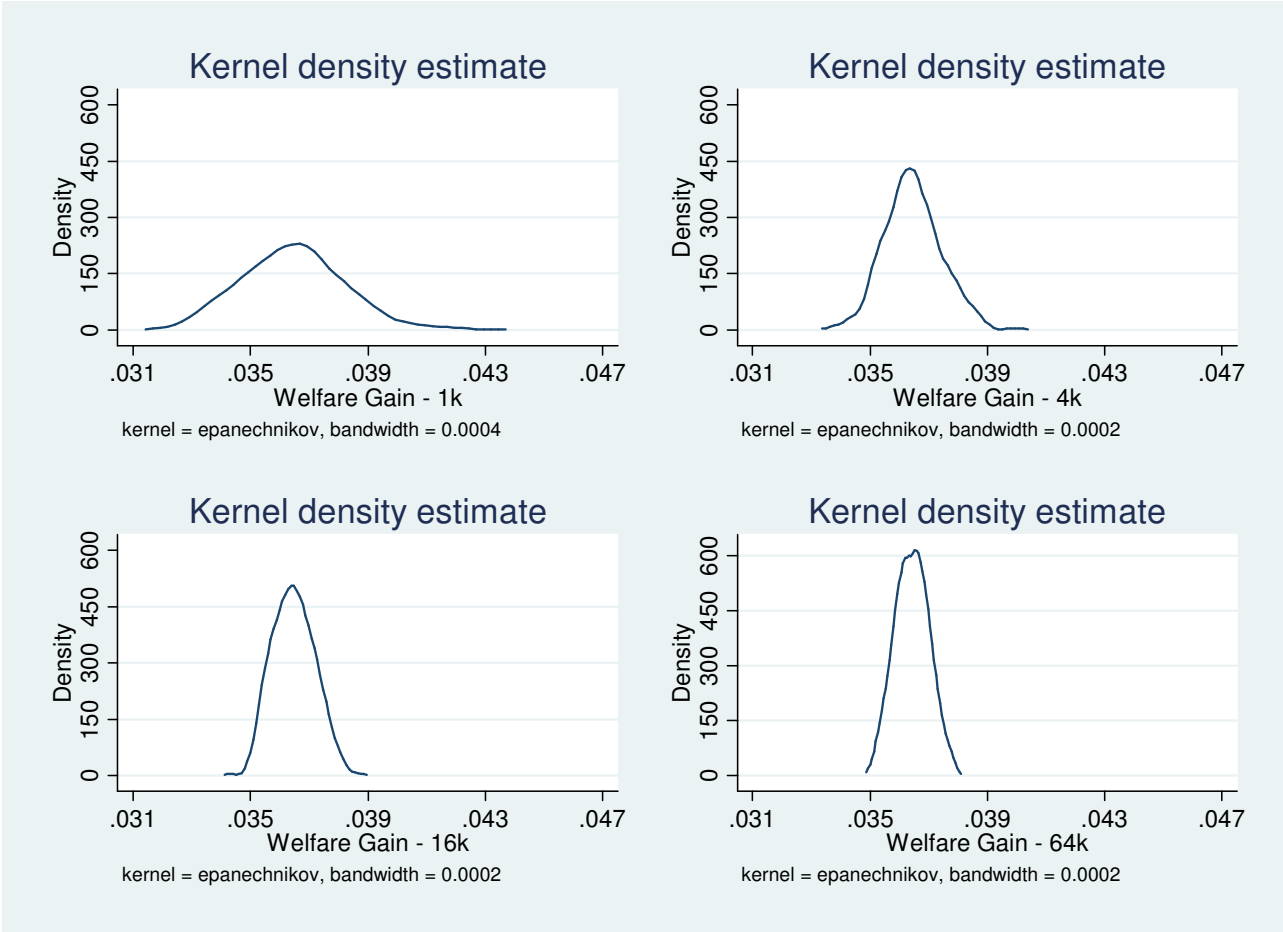 Kernel density estimate
600
450
300
150
0
Density
.031 .035 .039 .043 .047
Welfare Gain - 1k
kernel = epanechnikov, bandwidth = 0.0004
Kernel density estimate
600
450
300
150
0
Density
.031 .035 .039 .043 .047
Welfare Gain - 4k
kernel = epanechnikov, bandwidth = 0.0002
Kernel density estimate
600
450
300
150
0
Density
.031 .035 .039 .043 .047
Welfare Gain - 16k
kernel = epanechnikov, bandwidth = 0.0002
Kernel density estimate
600
450
300
150
0
Density
.031 .035 .039 .043 .047
Welfare Gain - 64k
kernel = epanechnikov, bandwidth = 0.0002